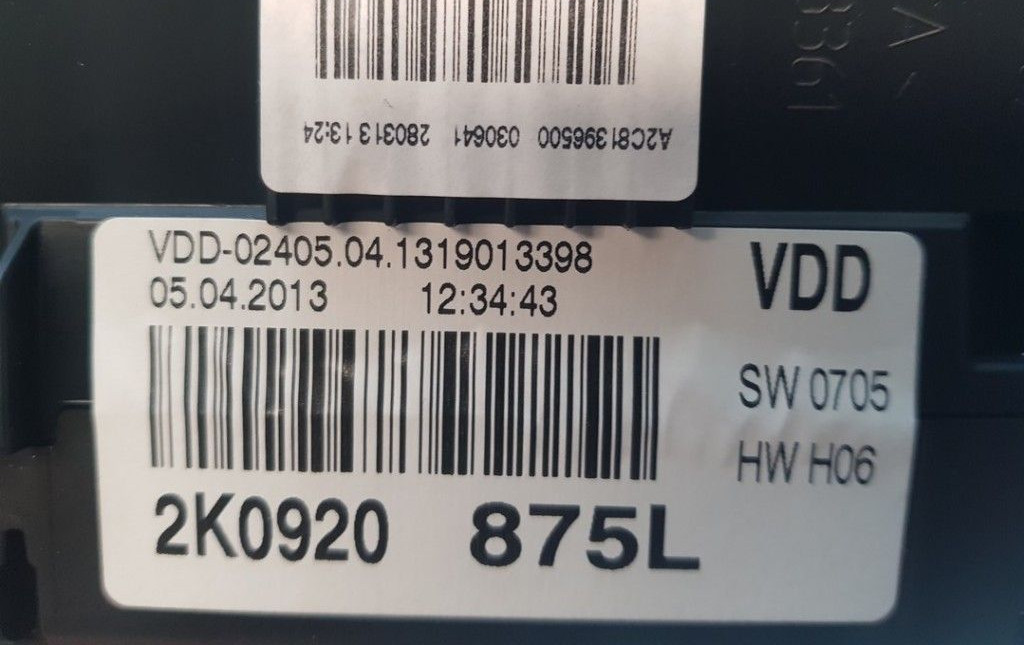 A2C81396500 030641 280313 13:24
VDD-02405.04.1319013398
05.04.2013 12:34:43
VDD
SW 0705
HW H06
2K0920 875L